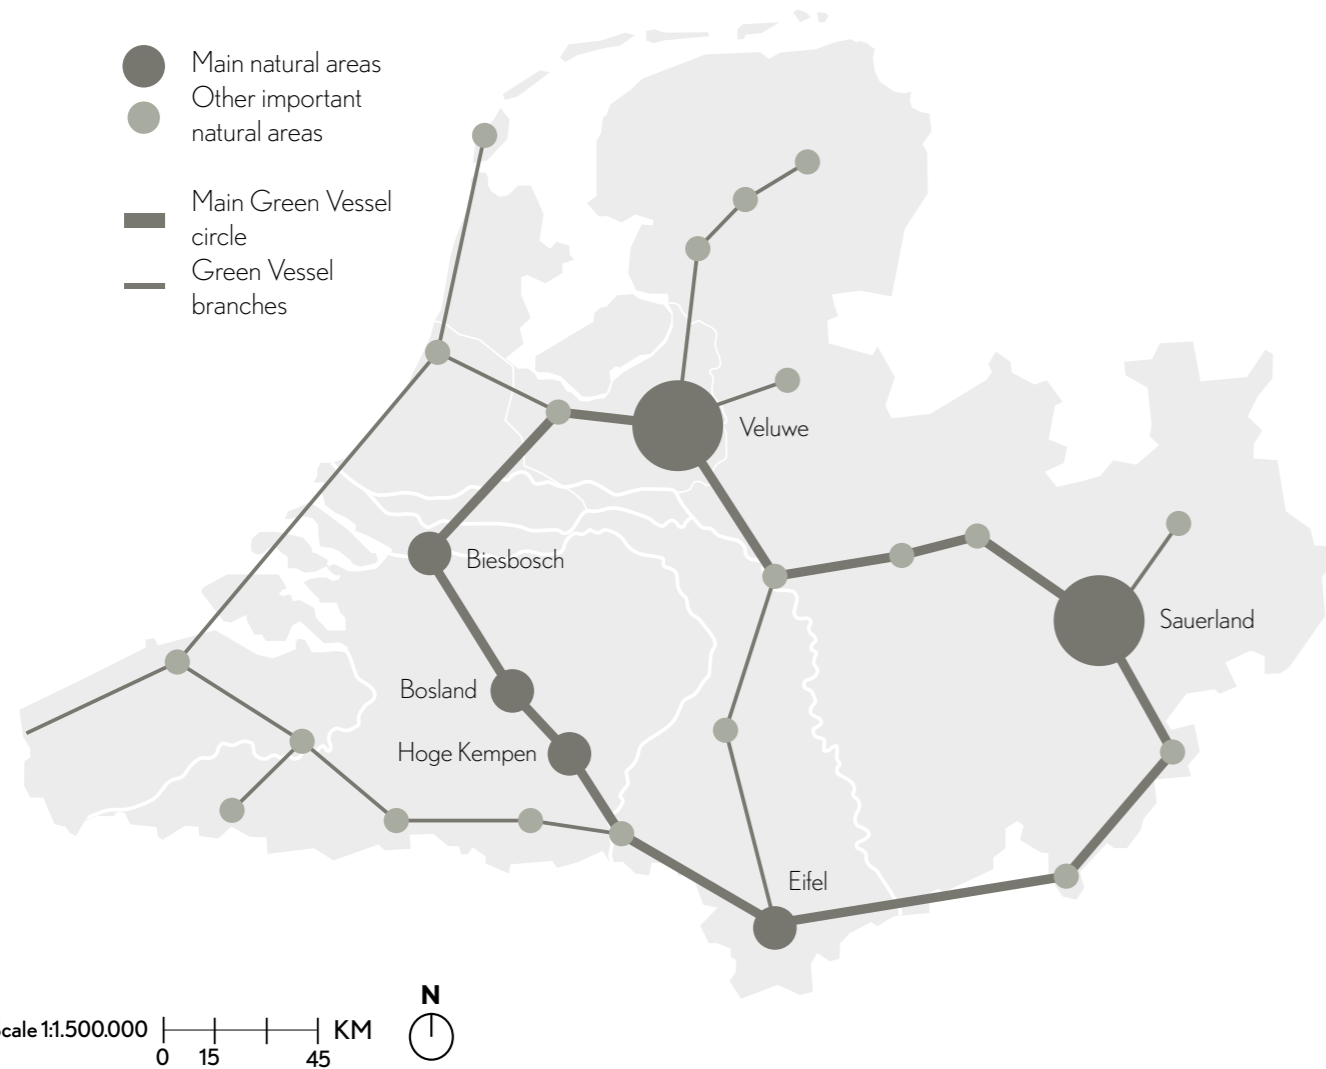 Main natural areas
Other important
natural areas
Main Green Vessel
circle
Green Vessel
branches
Veluwe
Biesbosch
Sauerland
Bosland
Hoge Kempen
Eifel
N
cale 1:1.500.000
KM
0 15 45